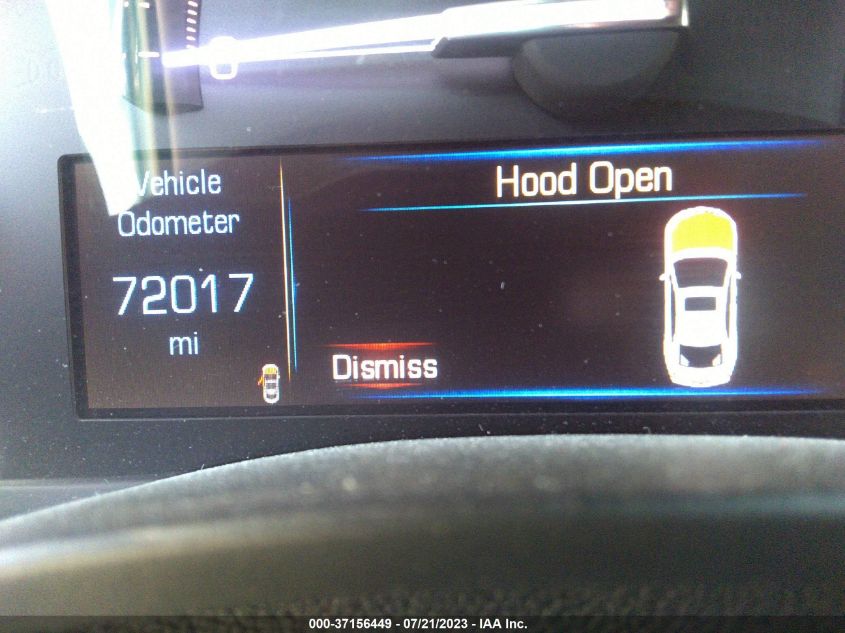 Vehicle
Odometer
72017
mi
Hood Open
Dismiss
000-37156449 - 07/21/2023 - IAA Inc.